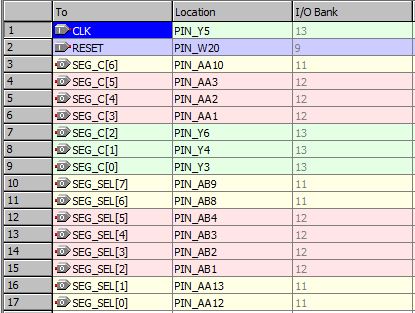 To Location I/O Bank
1 CLK PIN_Y5 13
2 RESET PIN_W20 9
3 SEG_C[6] PIN_AA10 11
4 SEG_C[5] PIN_AA3 12
5 SEG_C[4] PIN_AA2 12
6 SEG_C[3] PIN_AA1 12
7 SEG_C[2] PIN_Y6 13
8 SEG_C[1] PIN_Y4 13
9 SEG_C[0] PIN_Y3 13
10 SEG_SEL[7] PIN_AB9 11
11 SEG_SEL[6] PIN_AB8 11
12 SEG_SEL[5] PIN_AB4 12
13 SEG_SEL[4] PIN_AB3 12
14 SEG_SEL[3] PIN_AB2 12
15 SEG_SEL[2] PIN_AB1 12
16 SEG_SEL[1] PIN_AA13 11
17 SEG_SEL[0] PIN_AA12 11